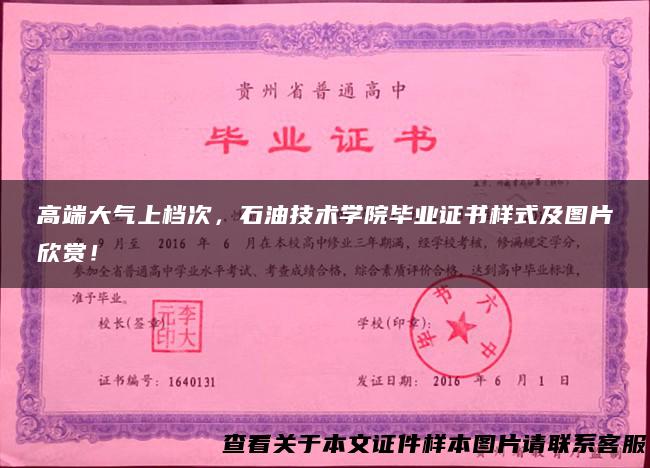 贵州省普通高中
毕业证书
高端大气上档次，石油技术学院毕业证书样式及图片
欣赏！
9 月至 2016 年 6 月在本校高中修业三年期满，经学校考核，修满规定学分，
参加全省普通高中学业水平考试、考查成绩合格，综合素质评价合格，达到高中毕业标准，
准予毕业。
校长(签章)： 学校(印章)：
李大元印
毕节六中
证书编号：1640131 发证日期：2016 年 6 月 1 日
查看关于本文证件样本图片请联系客服